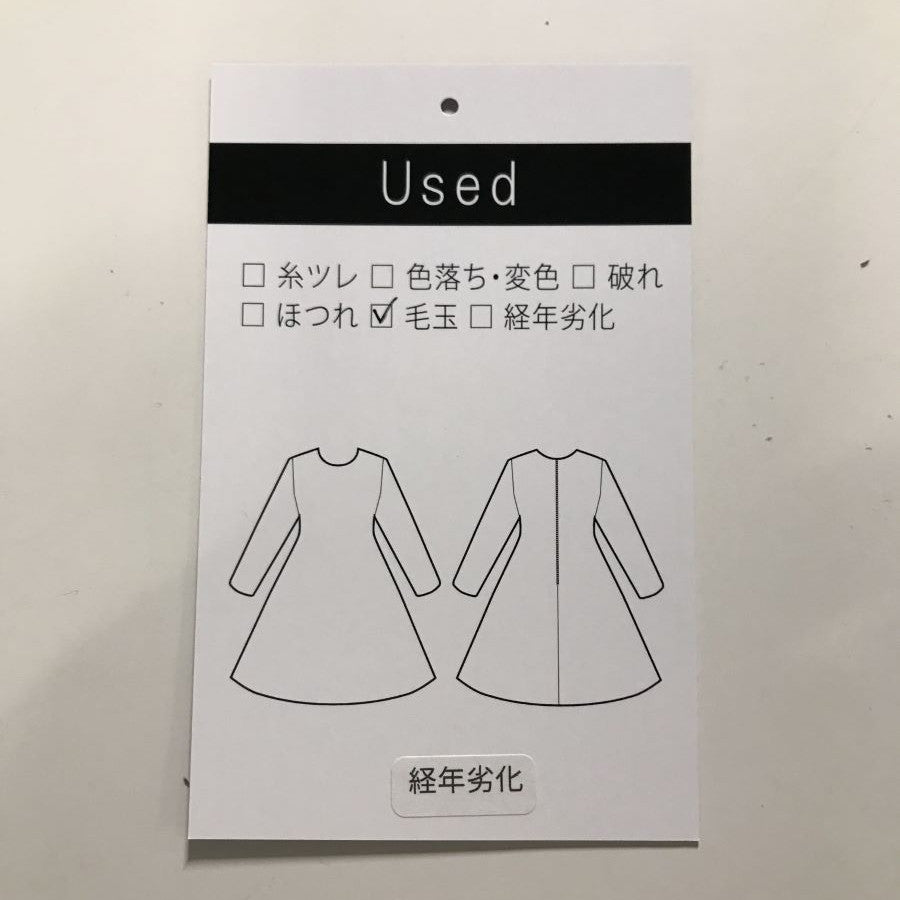 Used
□ 糸ツレ □ 色落ち・変色 □ 破れ
□ ほつれ ☑ 毛玉 □ 経年劣化
経年劣化